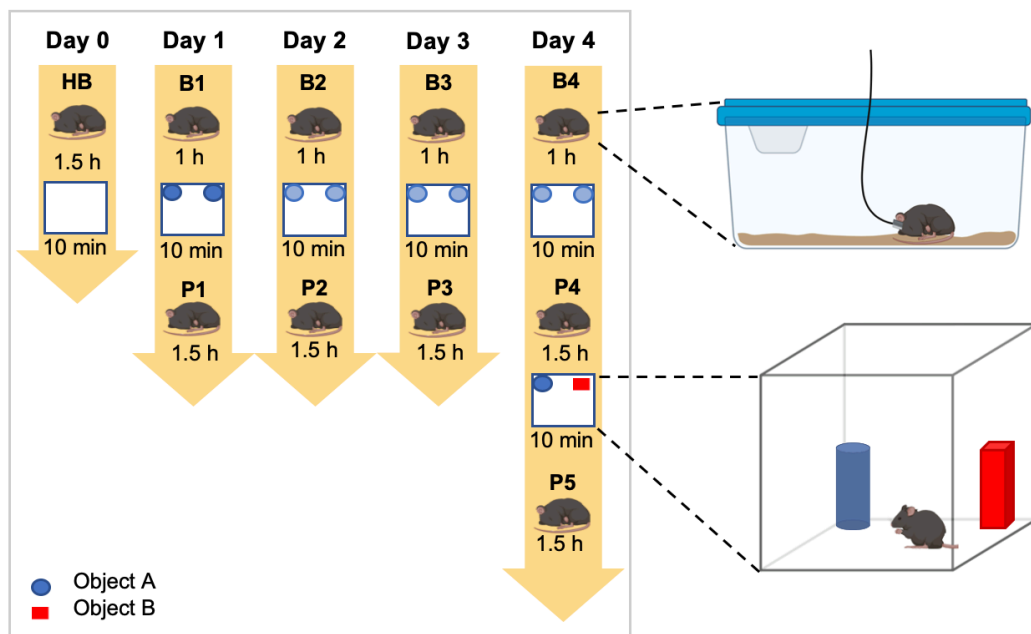 Day 0
Day 1
Day 2
Day 3
Day 4
HB
B1
B2
B3
B4
1.5 h
1 h
1 h
1 h
1 h
10 min
10 min
10 min
10 min
10 min
P1
P2
P3
P4
1.5 h
1.5 h
1.5 h
1.5 h
10 min
P5
1.5 h
Object A
Object B